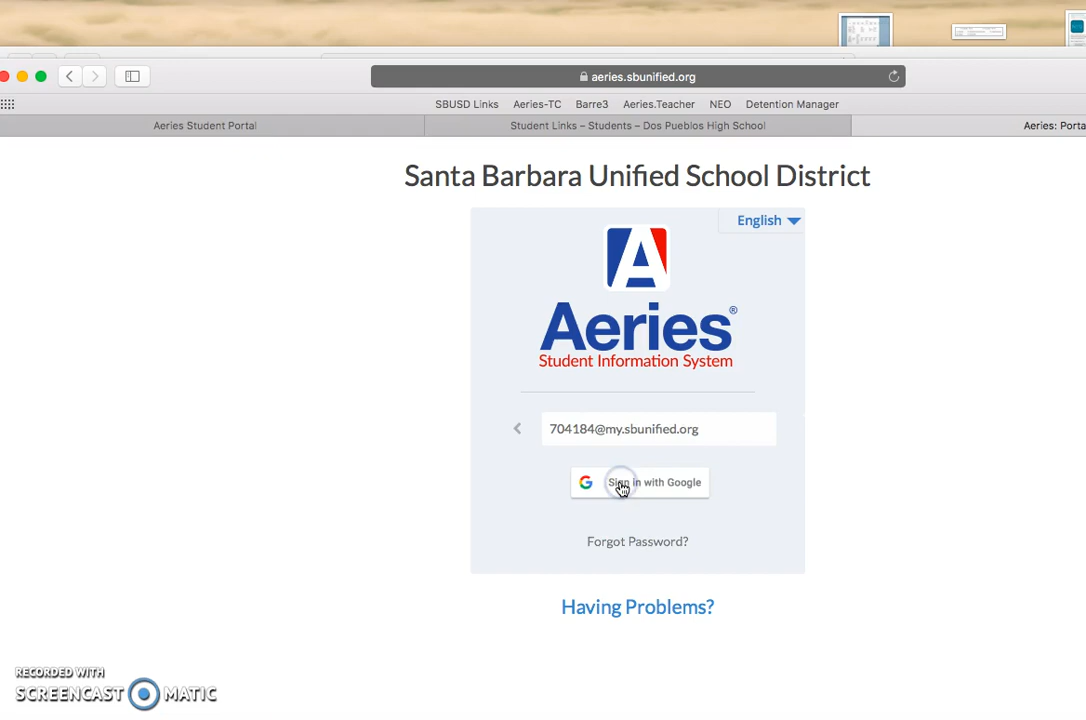 aeries.sbunified.org
SBUSD Links Aeries-TC Barre3 Aeries.Teacher NEO Detention Manager
Aeries Student Portal Student Links – Students – Dos Pueblos High School Aeries: Porta
Santa Barbara Unified School District
English
A
Aeries®
Student Information System
704184@my.sbunified.org
G Sign in with Google
Forgot Password?
Having Problems?
RECORDED WITH
SCREENCAST MATIC